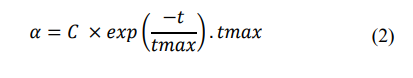 α = C × exp(−t/tmax).tmax (2)